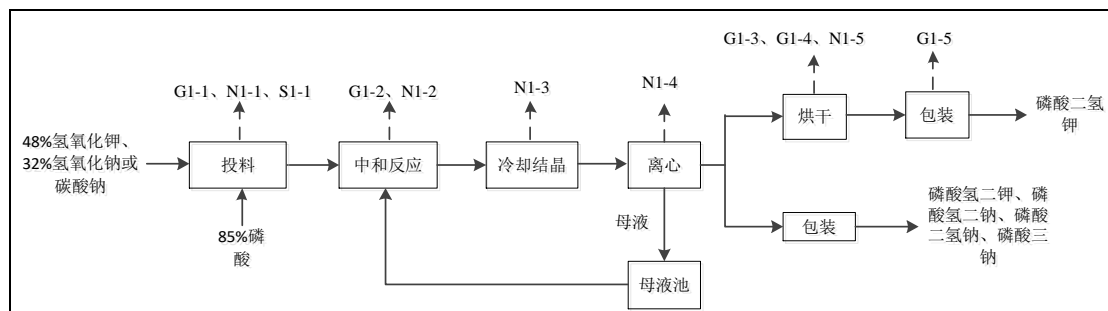 G1-3、G1-4、N1-5
G1-5
G1-1、N1-1、S1-1
G1-2、N1-2
N1-3
N1-4
48%氢氧化钾、
32%氢氧化钠或
碳酸钠
投料
中和反应
冷却结晶
离心
烘干
包装
磷酸二氢
钾
85%磷
酸
母液
包装
磷酸氢二钾、磷
酸氢二钠、磷酸
二氢钠、磷酸三
钠
母液池